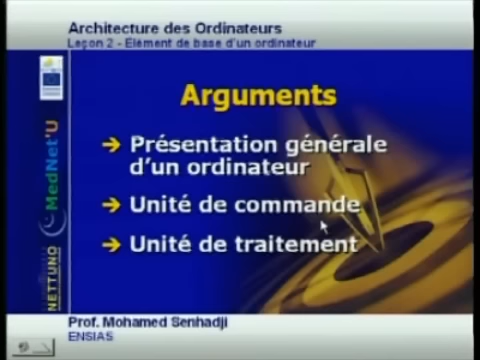 Architecture des Ordinateurs
Leçon 2 - Élément de base d'un ordinateur
Arguments
Présentation générale
d'un ordinateur
Unité de commande
Unité de traitement
NETTUNO MedNet'U
Prof. Mohamed Senhadji
ENSIAS